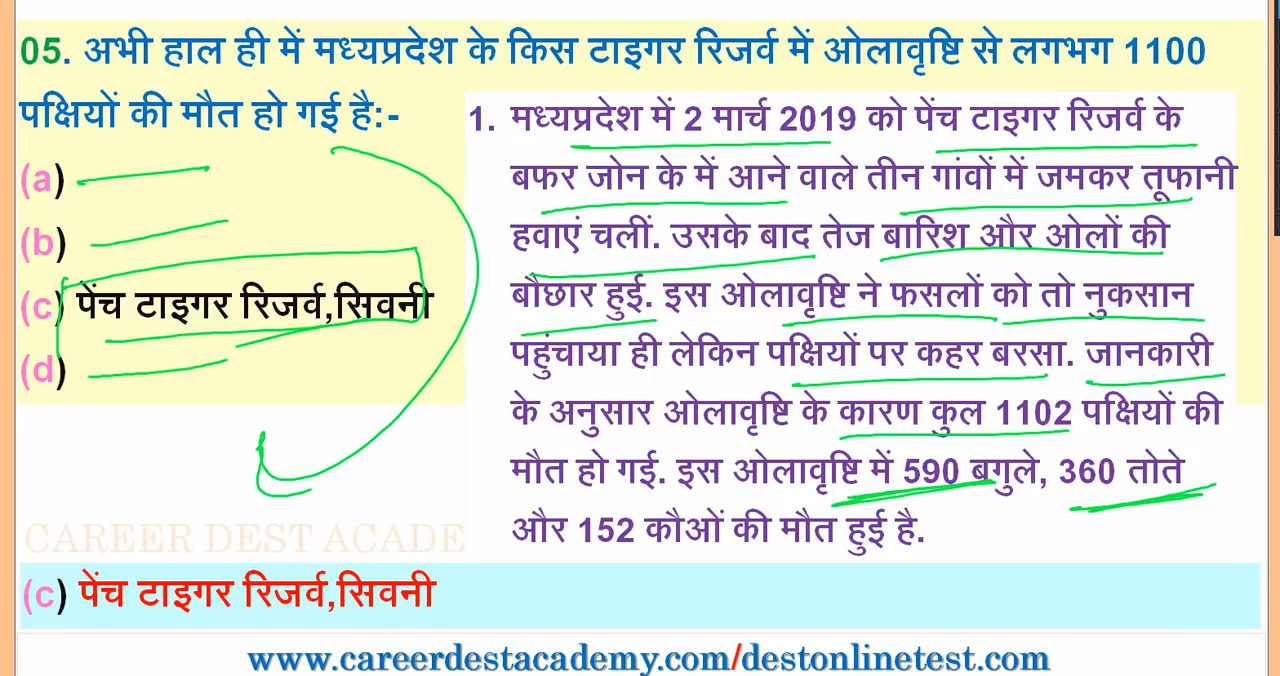 05. अभी हाल ही में मध्यप्रदेश के किस टाइगर रिजर्व में ओलावृष्टि से लगभग 1100
पक्षियों की मौत हो गई है:-
(a)
(b)
(c) पेंच टाइगर रिजर्व,सिवनी
(d)
1. मध्यप्रदेश में 2 मार्च 2019 को पेंच टाइगर रिजर्व के
बफर जोन के में आने वाले तीन गांवों में जमकर तूफानी
हवाएं चलीं. उसके बाद तेज बारिश और ओलों की
बौछार हुई. इस ओलावृष्टि ने फसलों को तो नुकसान
पहुंचाया ही लेकिन पक्षियों पर कहर बरसा. जानकारी
के अनुसार ओलावृष्टि के कारण कुल 1102 पक्षियों की
मौत हो गई. इस ओलावृष्टि में 590 बगुले, 360 तोते
और 152 कौओं की मौत हुई है.
CAREER DEST ACADE
(c) पेंच टाइगर रिजर्व,सिवनी
www.careerdestacademy.com/destonlinetest.com